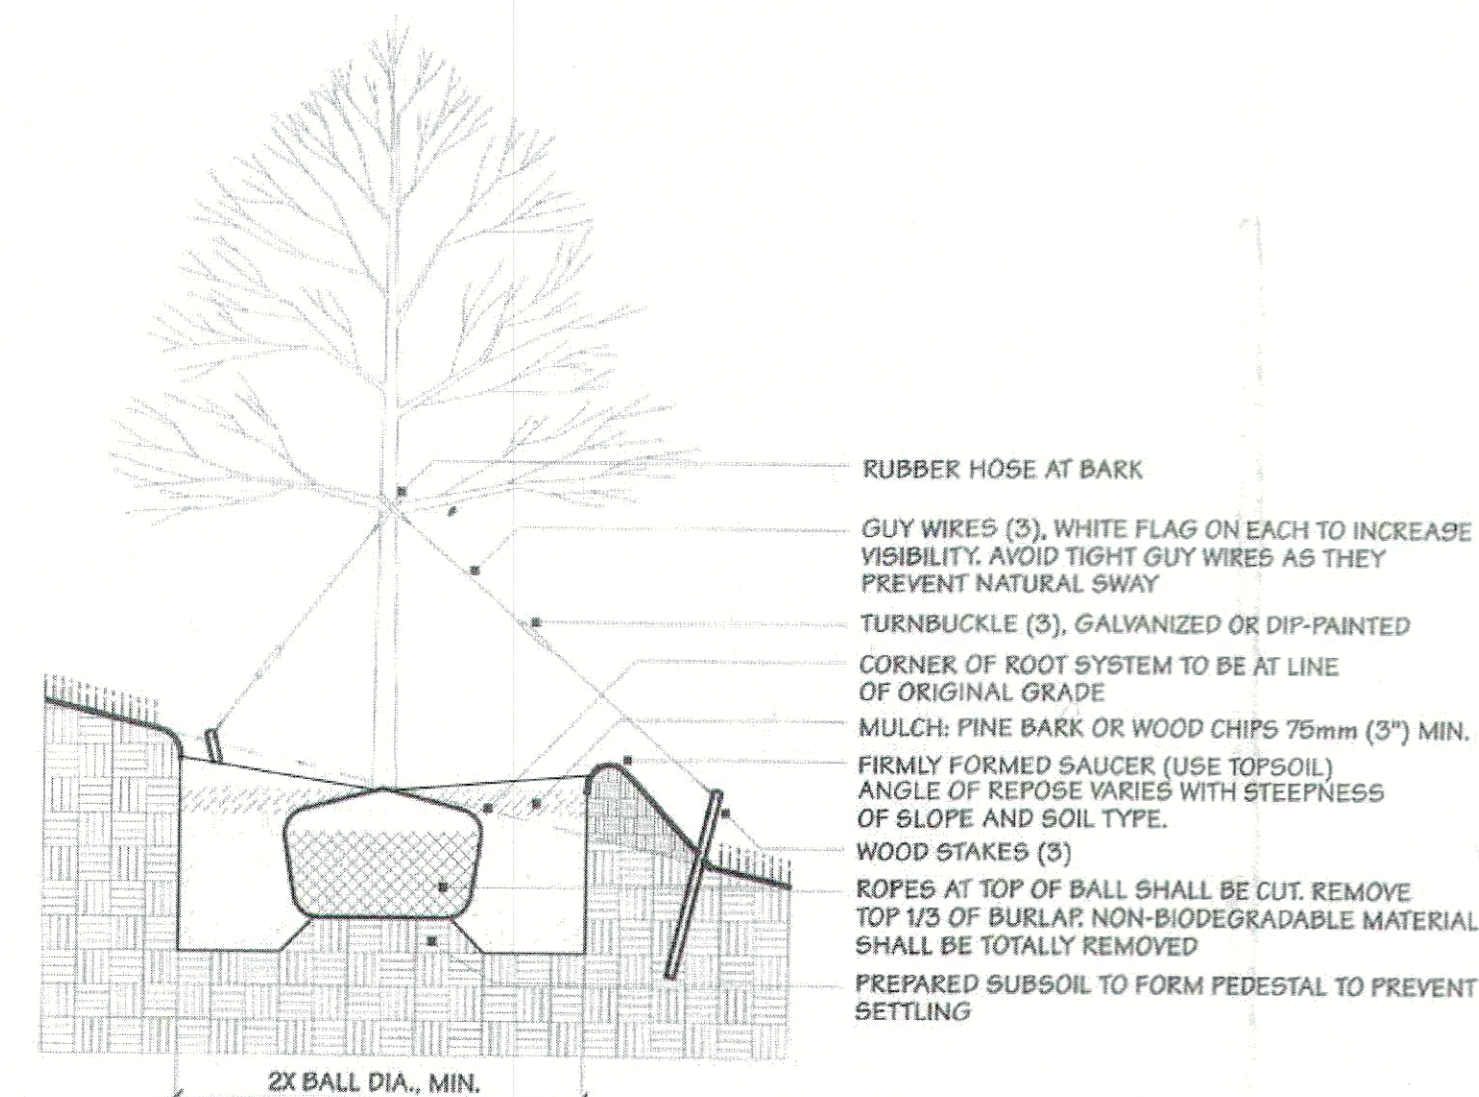 RUBBER HOSE AT BARK
GUY WIRES (3), WHITE FLAG ON EACH TO INCREASE
VISIBILITY. AVOID TIGHT GUY WIRES AS THEY
PREVENT NATURAL SWAY
TURNBUCKLE (3), GALVANIZED OR DIP-PAINTED
CORNER OF ROOT SYSTEM TO BE AT LINE
OF ORIGINAL GRADE
MULCH: PINE BARK OR WOOD CHIPS 75mm (3") MIN.
FIRMLY FORMED SAUCER (USE TOPSOIL)
ANGLE OF REPOSE VARIES WITH STEEPNESS
OF SLOPE AND SOIL TYPE.
WOOD STAKES (3)
ROPES AT TOP OF BALL SHALL BE CUT. REMOVE
TOP 1/3 OF BURLAP. NON-BIODEGRADABLE MATERIAL
SHALL BE TOTALLY REMOVED
PREPARED SUBSOIL TO FORM PEDESTAL TO PREVENT
SETTLING
2X BALL DIA., MIN.